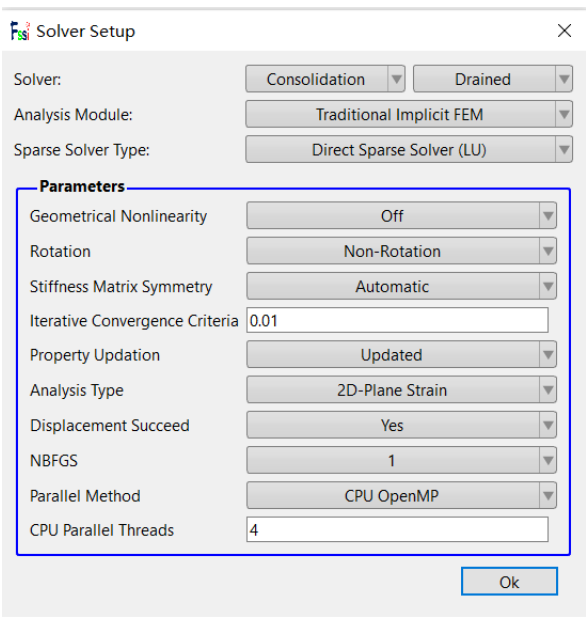 Fssi Solver Setup
Solver: Consolidation Drained
Analysis Module: Traditional Implicit FEM
Sparse Solver Type: Direct Sparse Solver (LU)
Parameters
Geometrical Nonlinearity Off
Rotation Non-Rotation
Stiffness Matrix Symmetry Automatic
Iterative Convergence Criteria 0.01
Property Updation Updated
Analysis Type 2D-Plane Strain
Displacement Succeed Yes
NBFGS 1
Parallel Method CPU OpenMP
CPU Parallel Threads 4
Ok